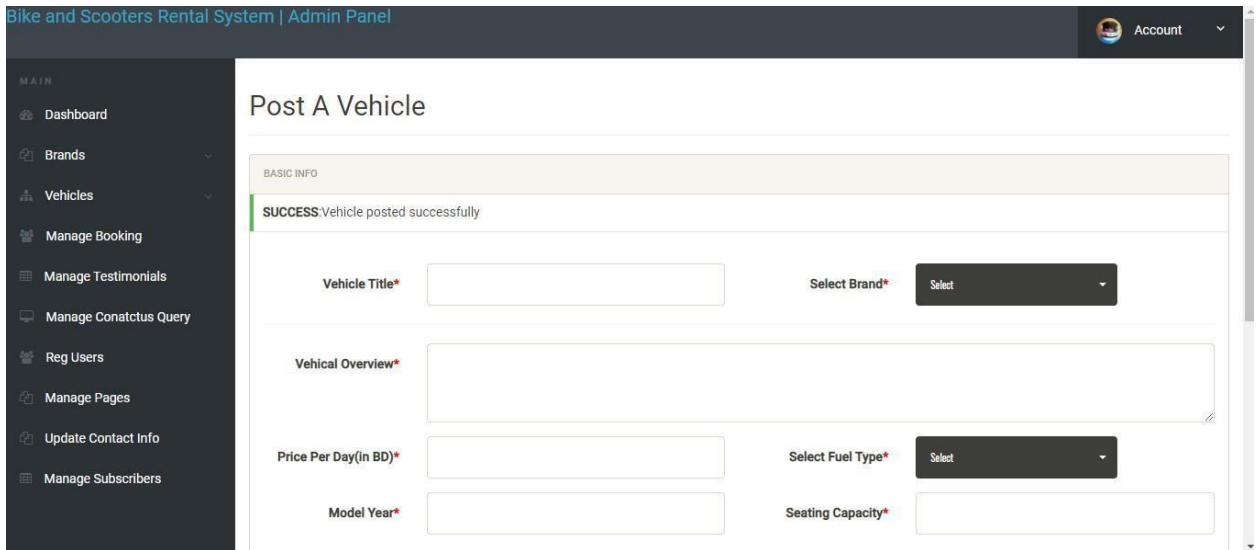 Bike and Scooters Rental System | Admin Panel
Account
MAIN
Dashboard
Brands
Vehicles
Manage Booking
Manage Testimonials
Manage Conatctus Query
Reg Users
Manage Pages
Update Contact Info
Manage Subscribers
Post A Vehicle
BASIC INFO
SUCCESS:Vehicle posted successfully
Vehicle Title*
Select Brand*
Select
Vehical Overview*
Price Per Day(in BD)*
Select Fuel Type*
Select
Model Year*
Seating Capacity*